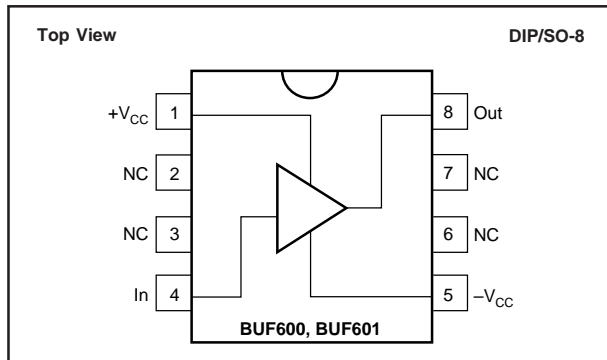 Top View
DIP/SO-8
+VCC 1
8 Out
NC 2
7 NC
NC 3
6 NC
In 4
5 –VCC
BUF600, BUF601